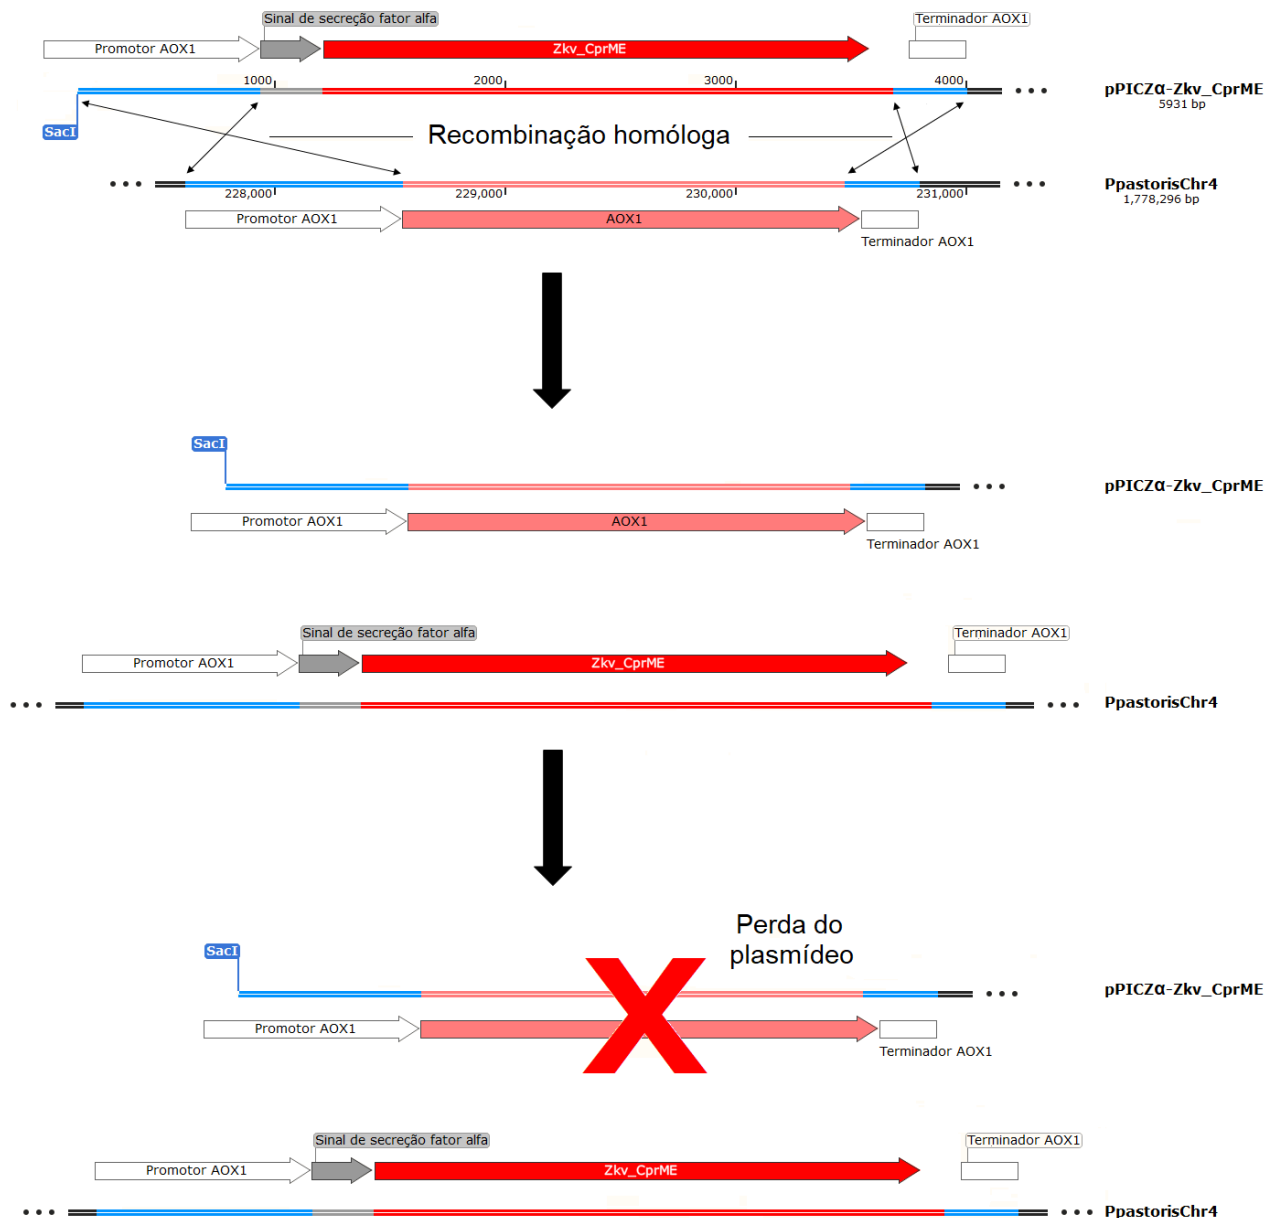 Sinal de secreção fator alfa
Terminador AOX1
Promotor AOX1
Zkv_CprME
1000
2000
3000
4000
pPICZα-Zkv_CprME
5931 bp
SacI
Recombinação homóloga
PpastorisChr4
1,778,296 bp
228,000
229,000
230,000
231,000
Promotor AOX1
AOX1
Terminador AOX1
SacI
pPICZα-Zkv_CprME
Promotor AOX1
AOX1
Terminador AOX1
Sinal de secreção fator alfa
Terminador AOX1
Promotor AOX1
Zkv_CprME
PpastorisChr4
Perda do
plasmídeo
SacI
pPICZα-Zkv_CprME
Promotor AOX1
Terminador AOX1
Sinal de secreção fator alfa
Terminador AOX1
Promotor AOX1
Zkv_CprME
PpastorisChr4